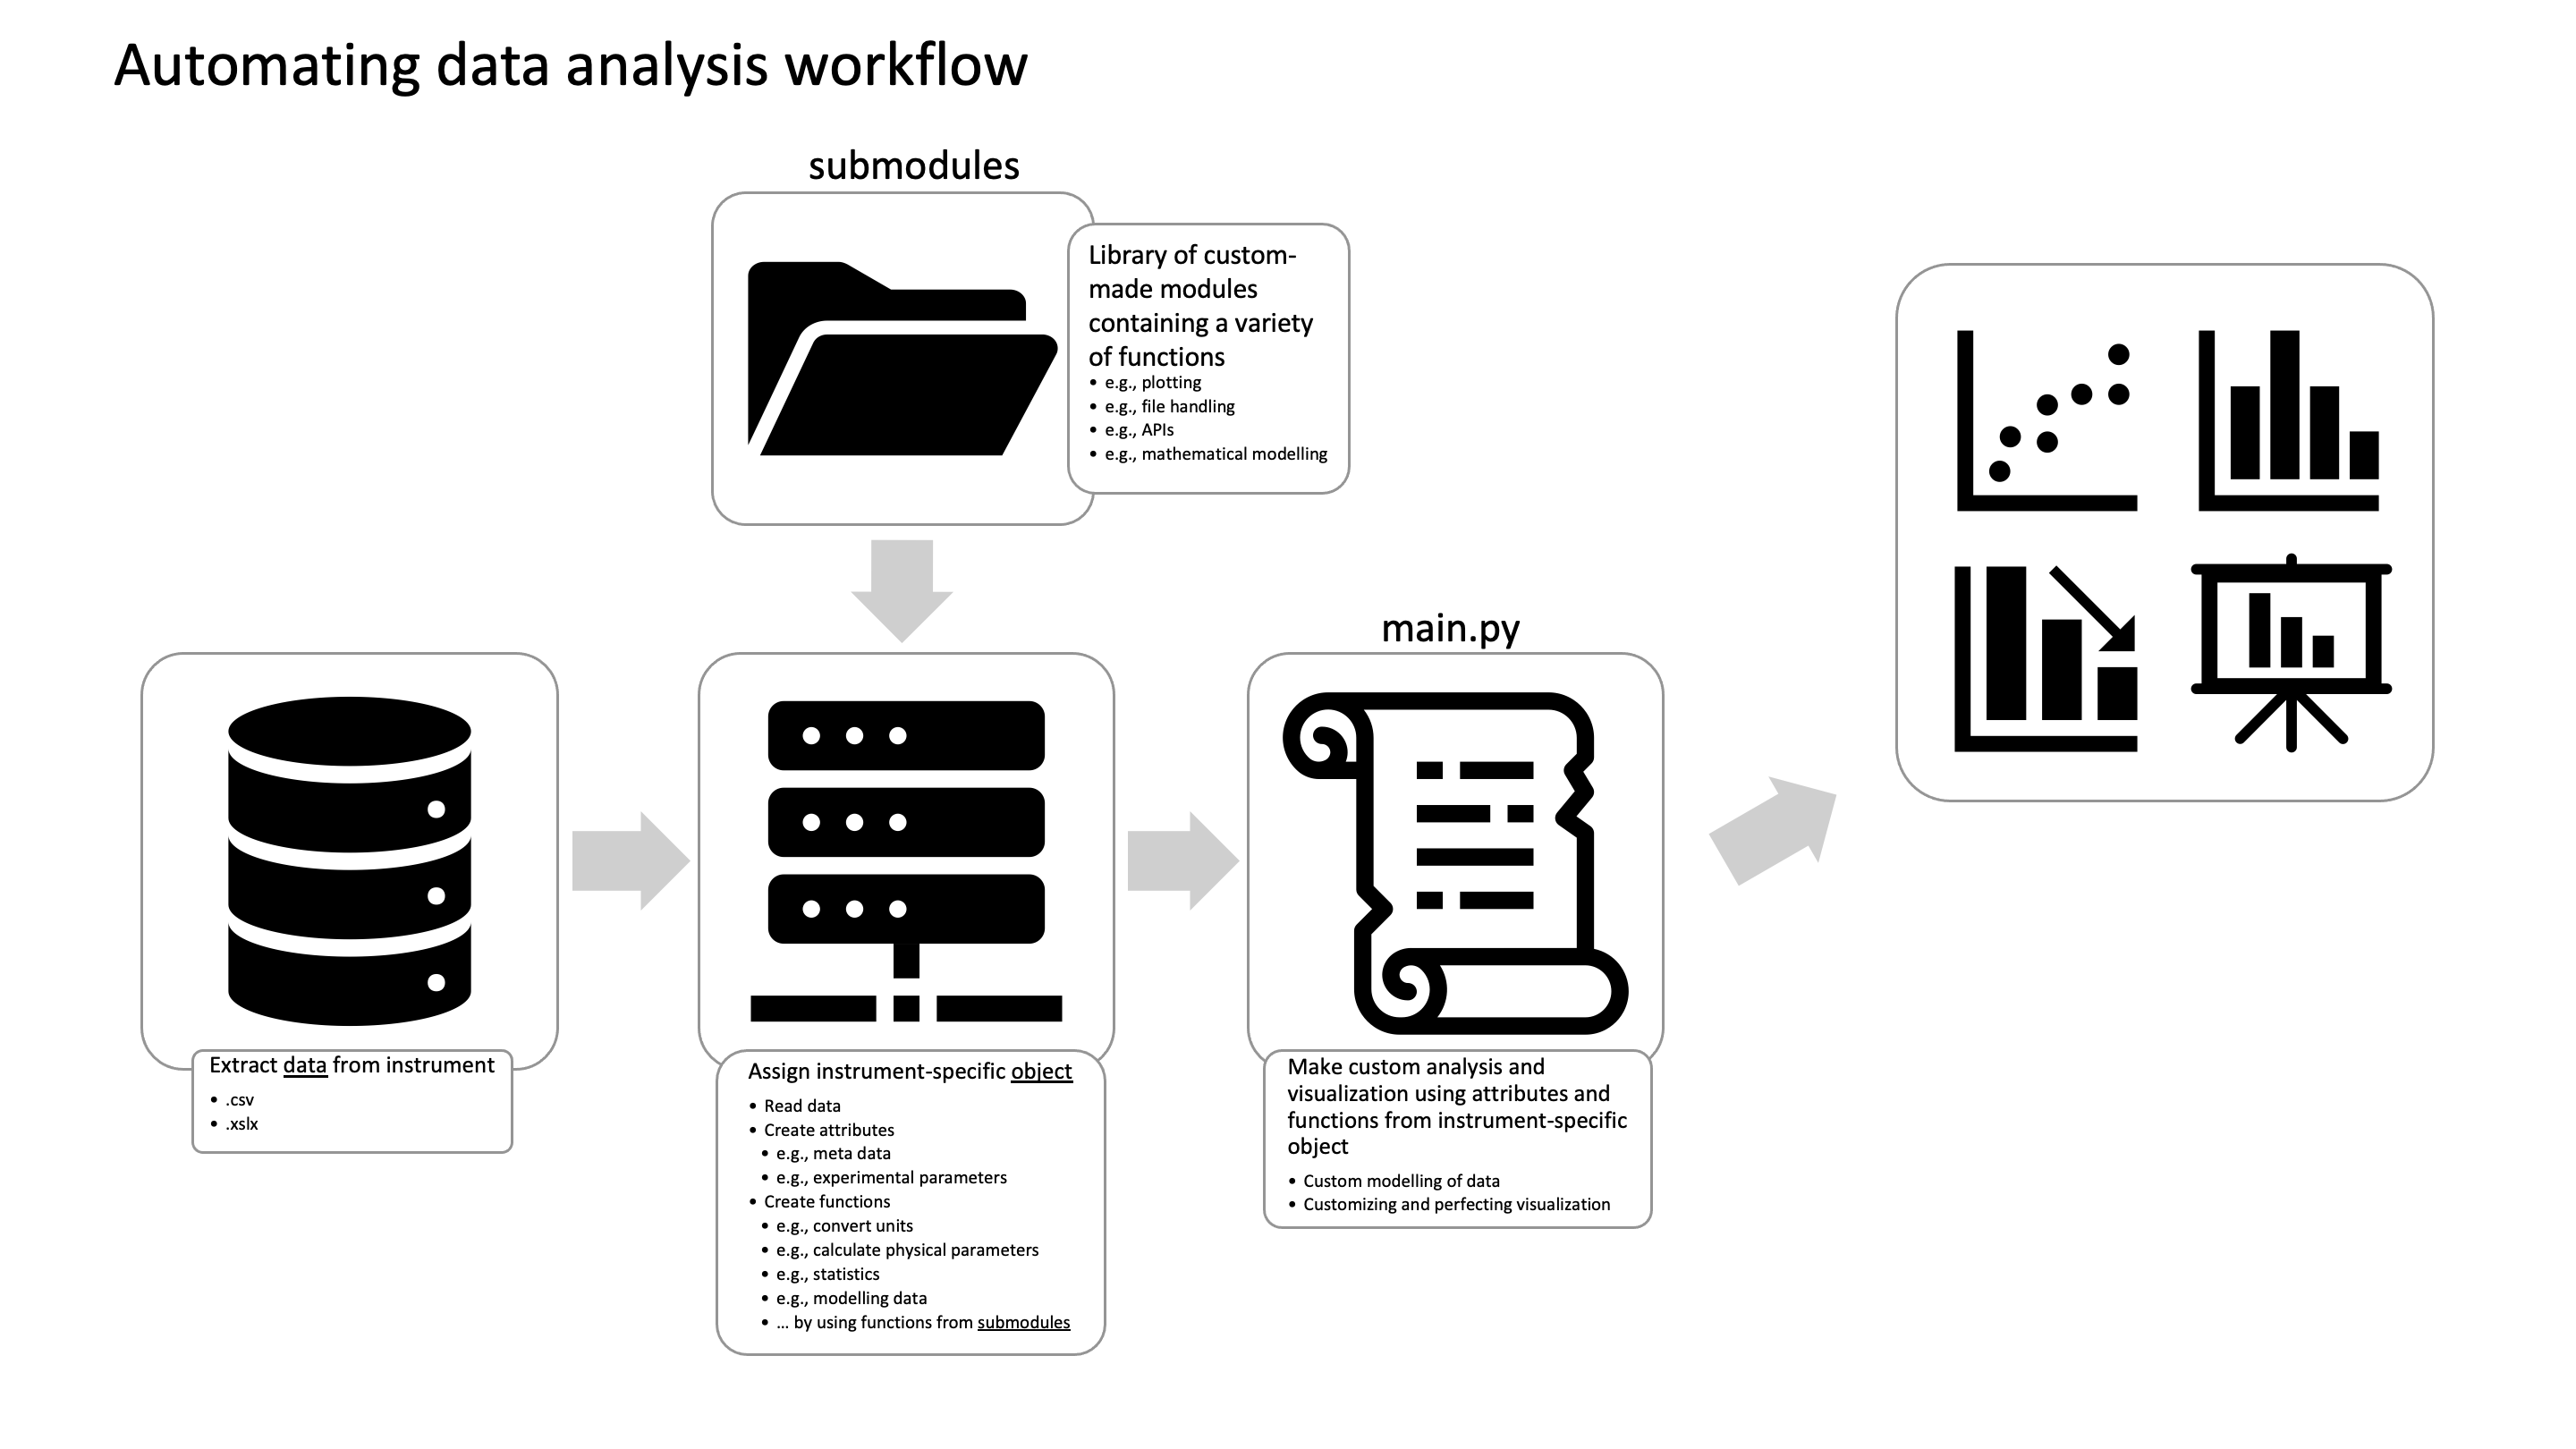 Automating data analysis workflow
submodules
Library of custom-
made modules
containing a variety
of functions
• e.g., plotting
• e.g., file handling
• e.g., APIs
• e.g., mathematical modelling
main.py
Extract data from instrument
• .csv
• .xslx
Assign instrument-specific object
• Read data
• Create attributes
• e.g., meta data
• e.g., experimental parameters
• Create functions
• e.g., convert units
• e.g., calculate physical parameters
• e.g., statistics
• e.g., modelling data
• ... by using functions from submodules
Make custom analysis and
visualization using attributes and
functions from instrument-specific
object
• Custom modelling of data
• Customizing and perfecting visualization